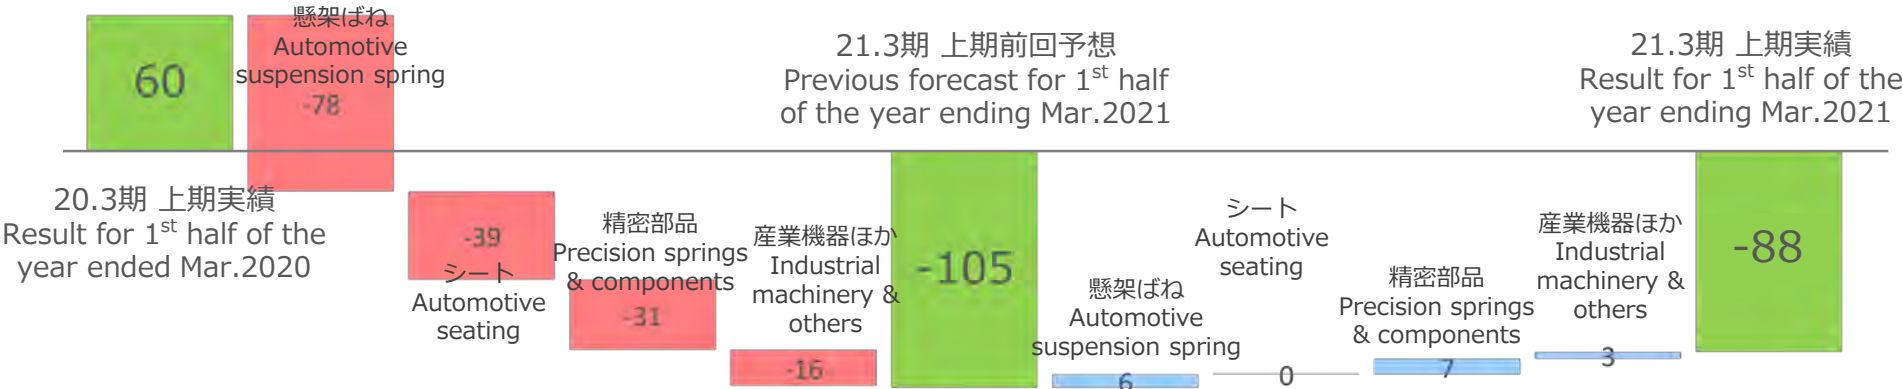 60
懸架ばね
Automotive
suspension spring
-78
20.3期 上期実績
Result for 1st half of the
year ended Mar.2020
-39
シート
Automotive
seating
精密部品
Precision springs
& components
-31
産業機器ほか
Industrial
machinery &
others
-16
21.3期 上期前回予想
Previous forecast for 1st half
of the year ending Mar.2021
-105
懸架ばね
Automotive
suspension spring
6
シート
Automotive
seating
0
精密部品
Precision springs
& components
7
産業機器ほか
Industrial
machinery &
others
3
21.3期 上期実績
Result for 1st half of the
year ending Mar.2021
-88